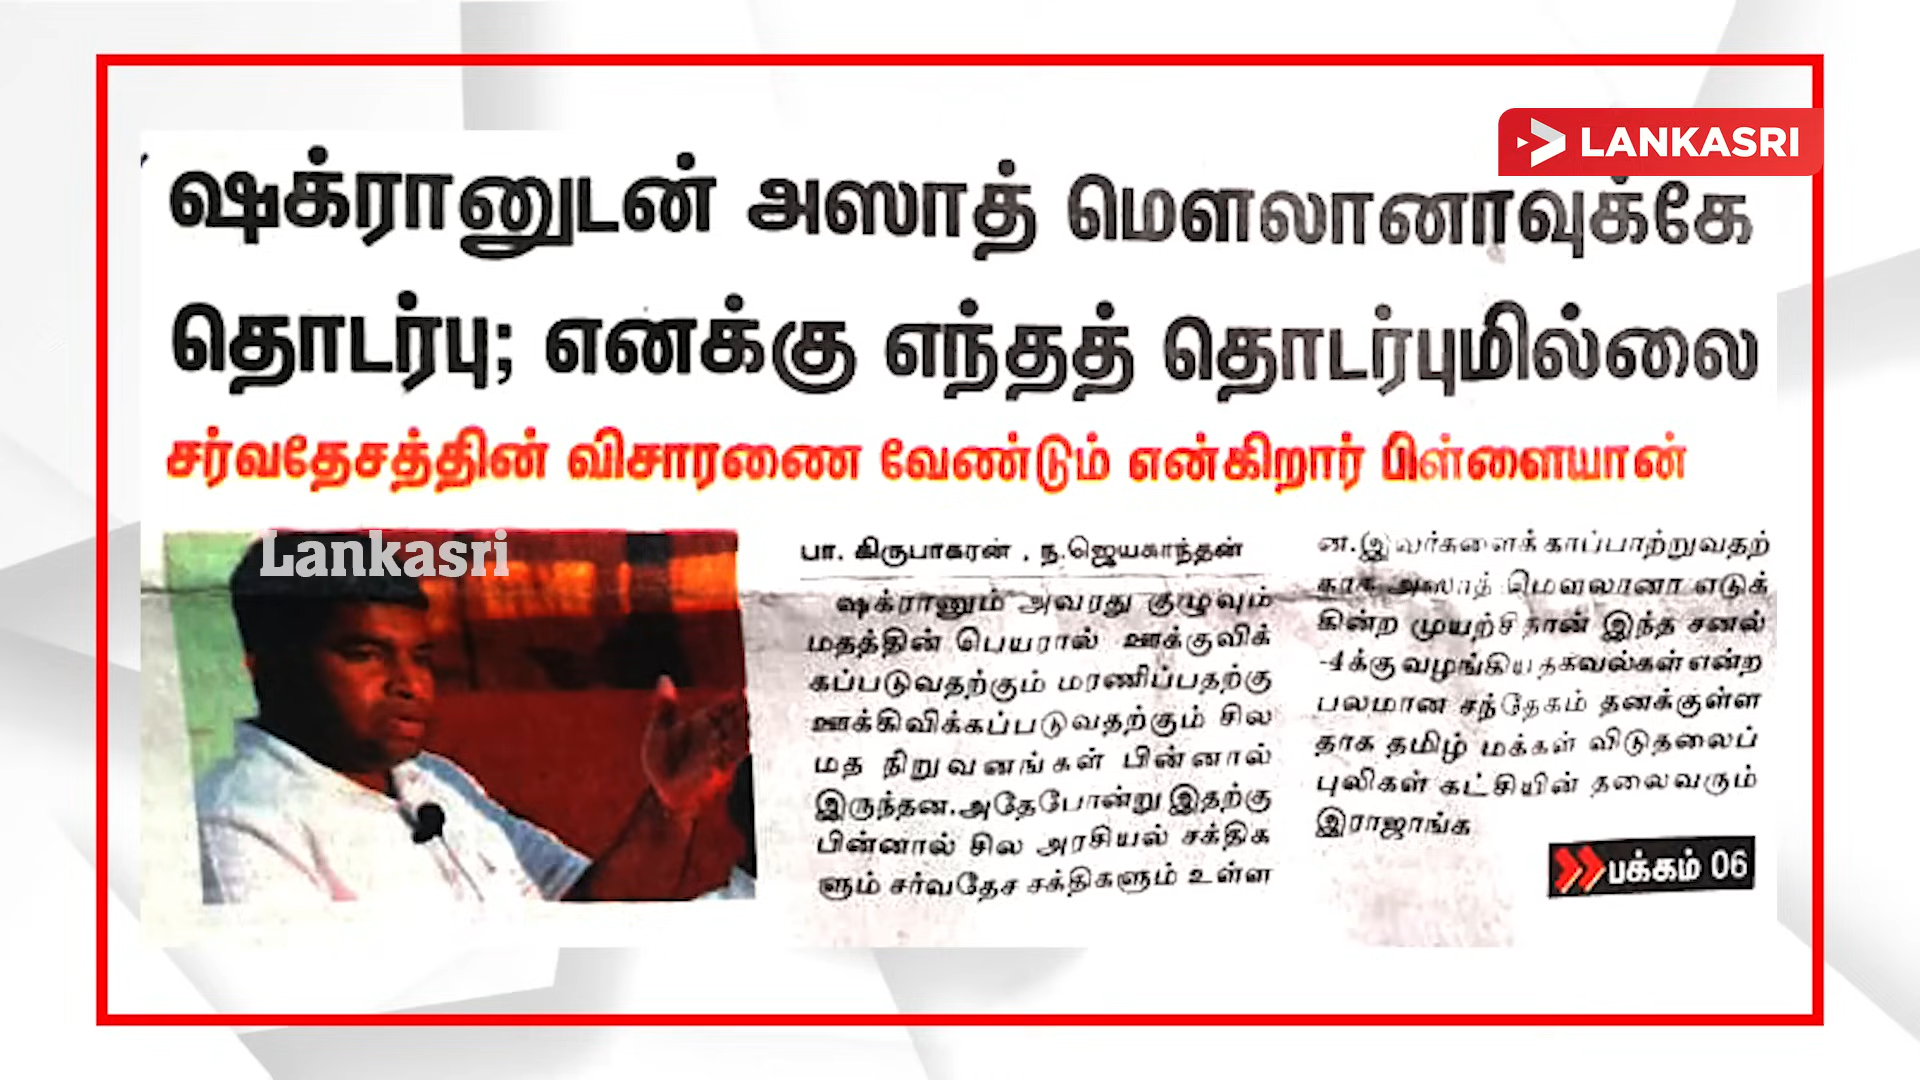 LANKASRI
ஷக்ரானுடன் அஸாத் மௌலானாவுக்கே
தொடர்பு; எனக்கு எந்தத் தொடர்புமில்லை
சர்வதேசத்தின் விசாரணை வேண்டும் என்கிறார் பிள்ளையான்
Lankasri
பா. கிருபாகரன் , ந.ஜெயகாந்தன்
ஷக்ரானும் அவரது குழுவும்
மதத்தின் பெயரால் ஊக்குவிக்
கப்படுவதற்கும் மரணிப்பதற்கு
ஊக்கிவிக்கப்படுவதற்கும் சில
மத நிறுவனங்கள் பின்னால்
இருந்தன.அதேபோன்று இதற்கு
பின்னால் சில அரசியல் சக்திக
ளும் சர்வதேச சக்திகளும் உள்ள
ன.இவர்களைக் காப்பாற்றுவதற்
காக அஸாத் மௌலானா எடுக்
கின்ற முயற்சி தான் இந்த சனல்
-4க்கு வழங்கிய தகவல்கள் என்ற
பலமான சந்தேகம் தனக்குள்ள
தாக தமிழ் மக்கள் விடுதலைப்
புலிகள் கட்சியின் தலைவரும்
இராஜாங்க
பக்கம் 06